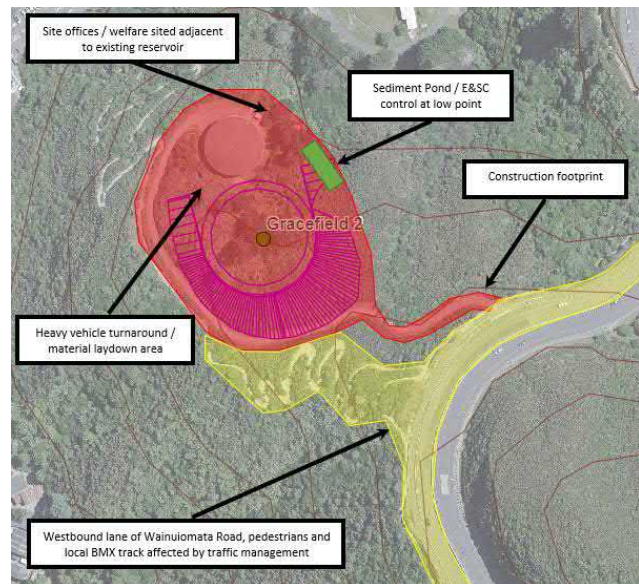 Site offices / welfare sited adjacent
to existing reservoir
Sediment Pond / E&SC
control at low point
Construction footprint
Gracefield 2
Heavy vehicle turnaround /
material laydown area
Westbound lane of Wainuiomata Road, pedestrians and
local BMX track affected by traffic management